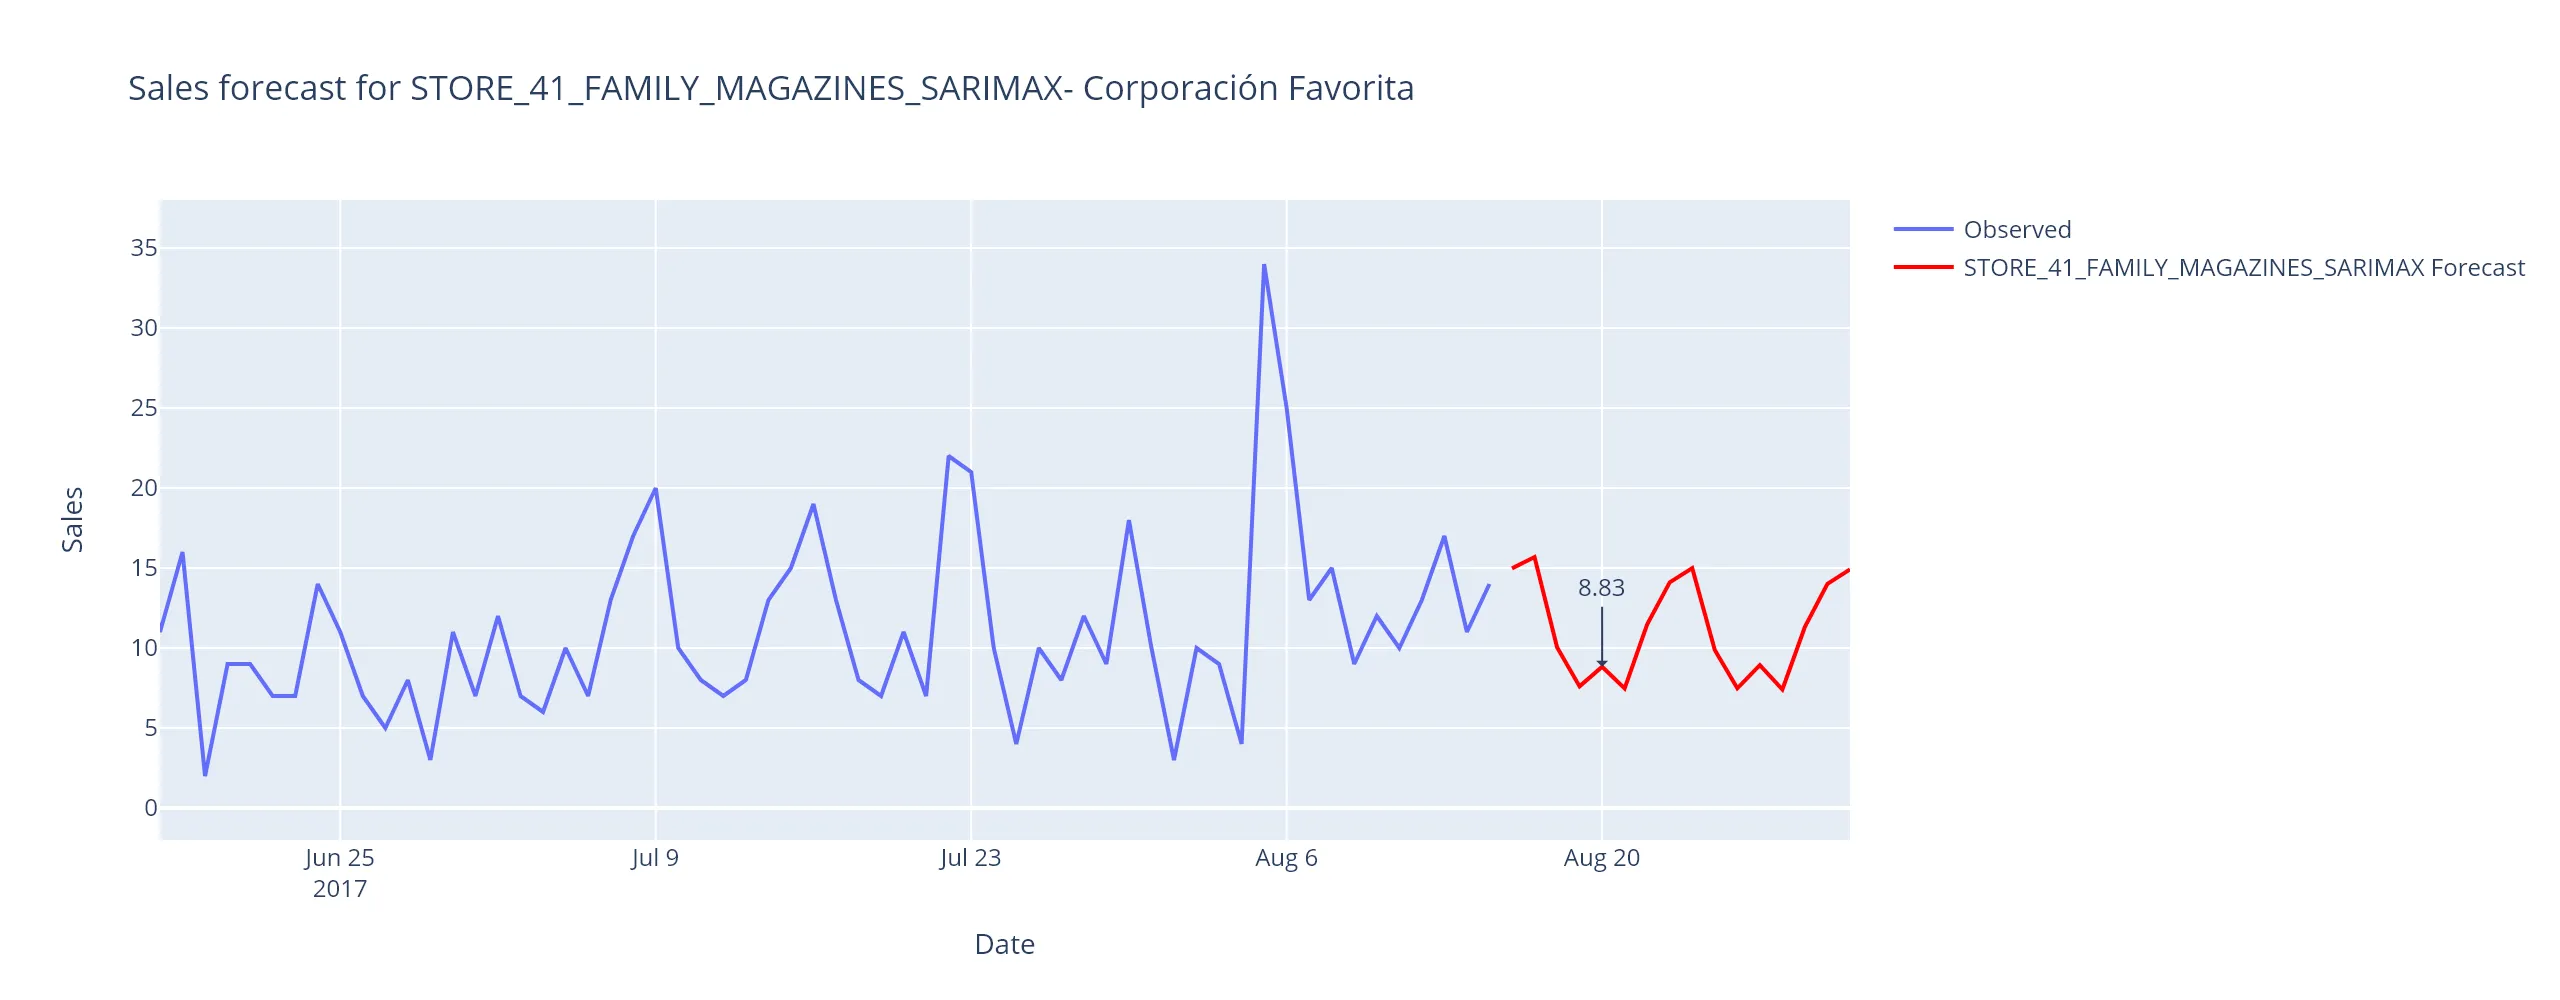 Sales forecast for STORE_41_FAMILY_MAGAZINES_SARIMAX- Corporación Favorita
Observed
STORE_41_FAMILY_MAGAZINES_SARIMAX Forecast
35
30
25
20
15
10
5
0
Sales
8.83
Jun 25
2017
Jul 9
Jul 23
Aug 6
Aug 20
Date